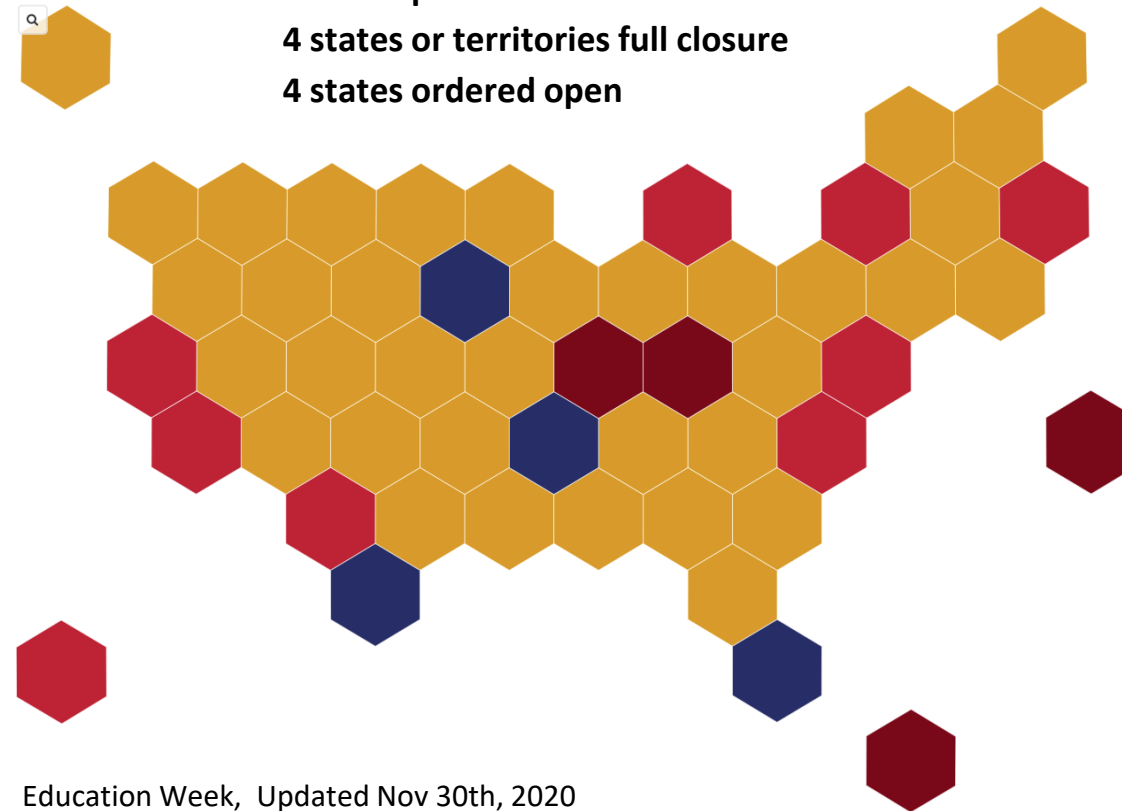 4 states or territories full closure
4 states ordered open
Education Week, Updated Nov 30th, 2020